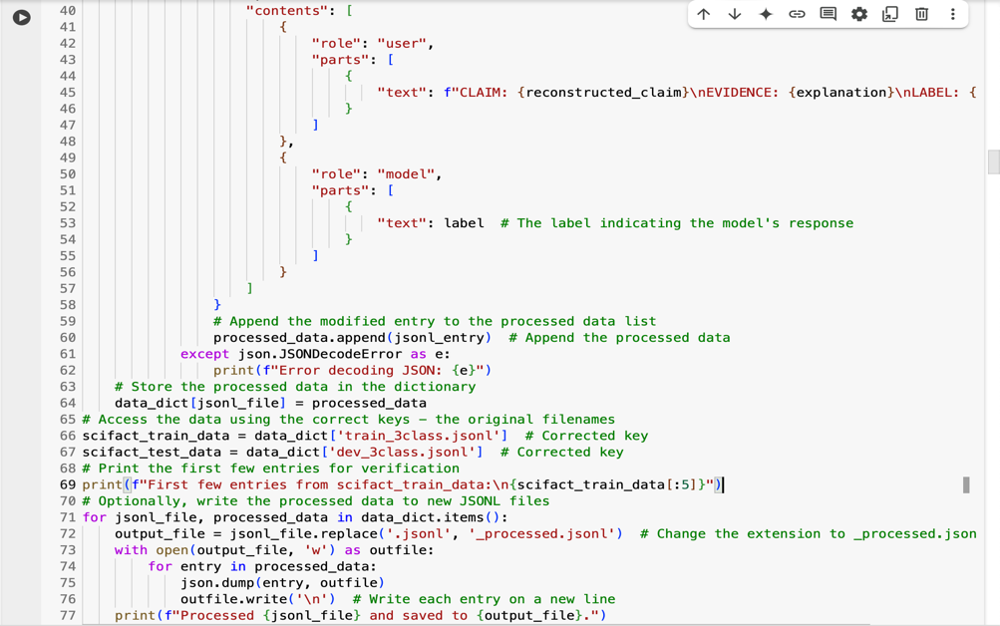 40 "contents": [
41 {
42 "role": "user",
43 "parts": [
44 {
45 "text": f"CLAIM: {reconstructed_claim}\nEVIDENCE: {explanation}\nLABEL: {
46 }
47 ]
48 },
49 {
50 "role": "model",
51 "parts": [
52 {
53 "text": label  # The label indicating the model's response
54 }
55 ]
56 }
57 ]
58 }
59 # Append the modified entry to the processed data list
60 processed_data.append(jsonl_entry)  # Append the processed data
61 except json.JSONDecodeError as e:
62 print(f"Error decoding JSON: {e}")
63 # Store the processed data in the dictionary
64 data_dict[jsonl_file] = processed_data
65 # Access the data using the correct keys – the original filenames
66 scifact_train_data = data_dict['train_3class.jsonl']  # Corrected key
67 scifact_test_data = data_dict['dev_3class.jsonl']  # Corrected key
68 # Print the first few entries for verification
69 print(f"First few entries from scifact_train_data:\n{scifact_train_data[:5]}")
70 # Optionally, write the processed data to new JSONL files
71 for jsonl_file, processed_data in data_dict.items():
72 output_file = jsonl_file.replace('.jsonl', '_processed.jsonl')  # Change the extension to _processed.json
73 with open(output_file, 'w') as outfile:
74 for entry in processed_data:
75 json.dump(entry, outfile)
76 outfile.write('\n')  # Write each entry on a new line
77 print(f"Processed {jsonl_file} and saved to {output_file}.")